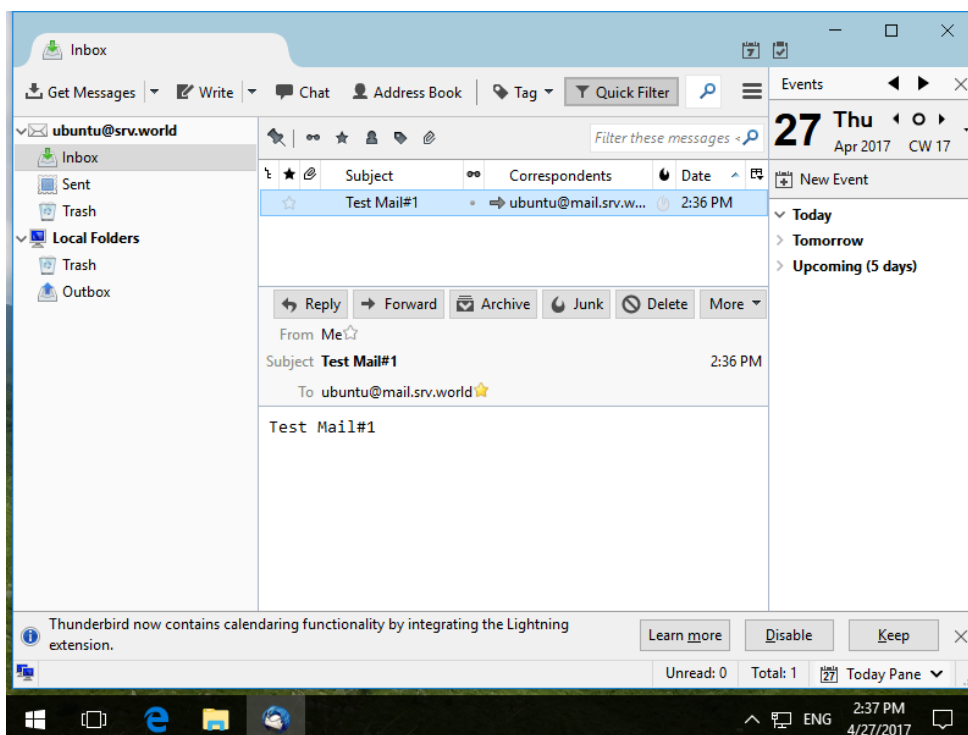 Inbox
Get Messages Write Chat Address Book Tag Quick Filter
ubuntu@srv.world
Inbox
Sent
Trash
Local Folders
Trash
Outbox
Filter these messages
Subject Correspondents Date
Test Mail#1 ubuntu@mail.srv.w... 2:36 PM
Reply Forward Archive Junk Delete More
From Me
Subject Test Mail#1 2:36 PM
To ubuntu@mail.srv.world
Test Mail#1
Events
27 Thu
Apr 2017 CW 17
New Event
Today
Tomorrow
Upcoming (5 days)
Thunderbird now contains calendaring functionality by integrating the Lightning
extension.
Learn more Disable Keep
Unread: 0 Total: 1 27 Today Pane
ENG 2:37 PM
4/27/2017